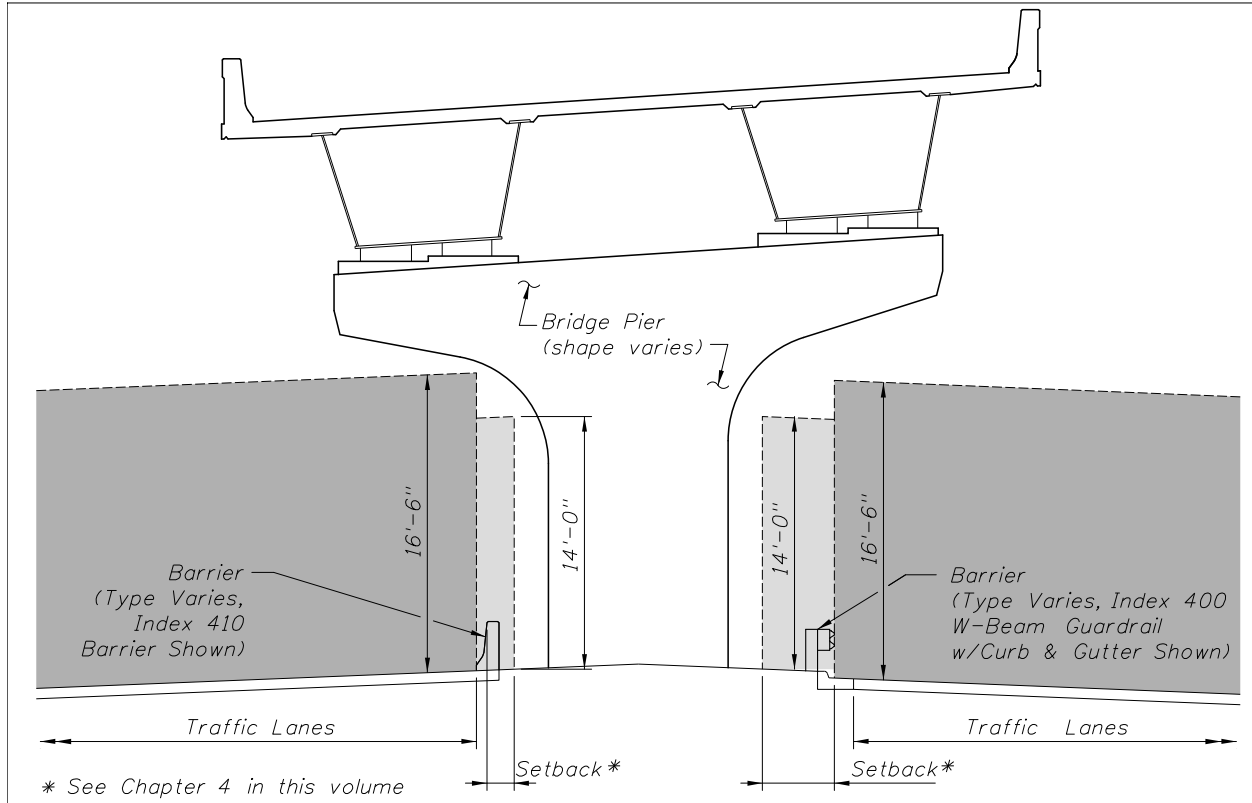 Bridge Pier
(shape varies)
16'-6"
14'-0"
14'-0"
16'-6"
Barrier
(Type Varies,
Index 410
Barrier Shown)
Barrier
(Type Varies, Index 400
W-Beam Guardrail
w/Curb & Gutter Shown)
Traffic Lanes
Traffic Lanes
Setback*
Setback*
* See Chapter 4 in this volume